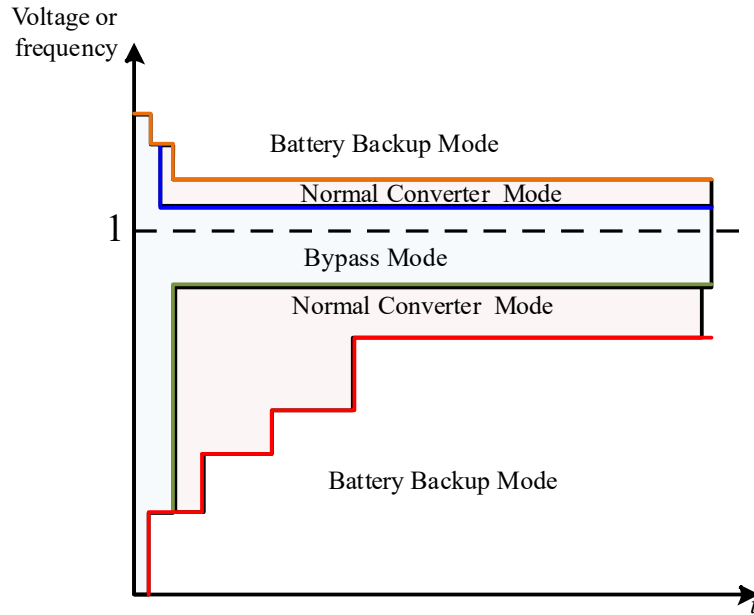 Voltage or
frequency
Battery Backup Mode
Normal Converter Mode
1
Bypass Mode
Normal Converter Mode
Battery Backup Mode
t